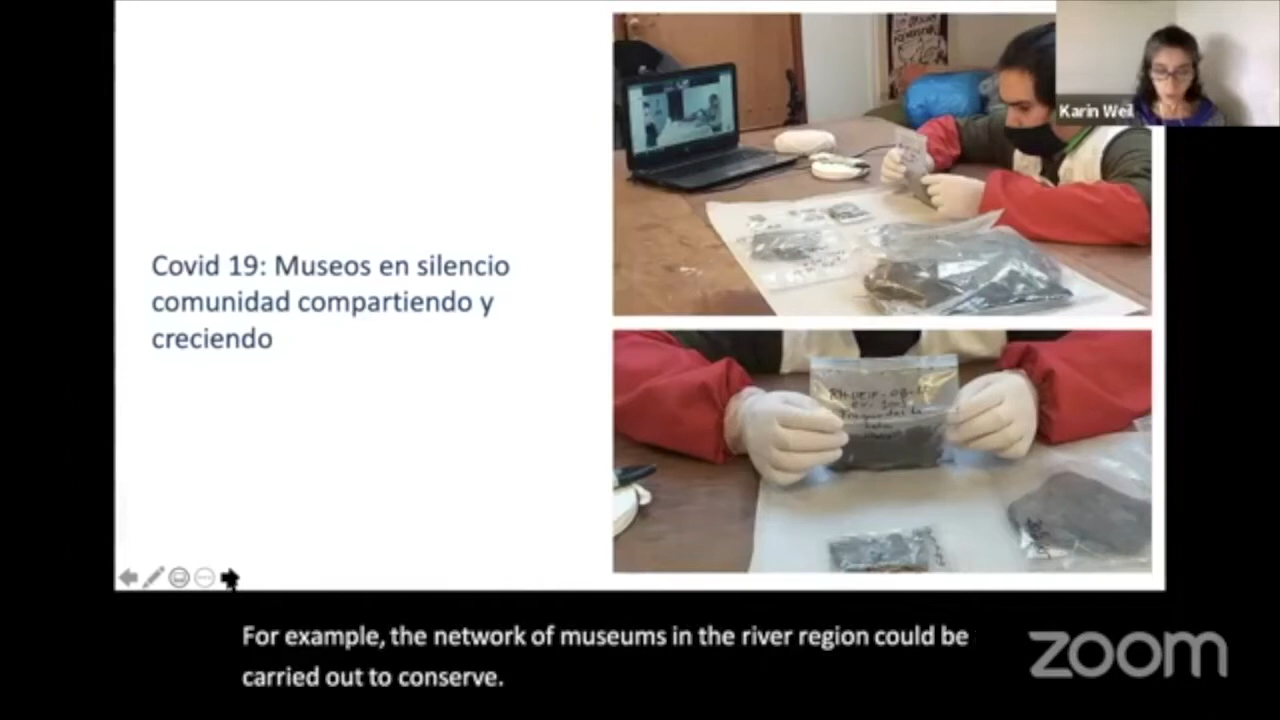 Karin Weil
Covid 19: Museos en silencio
comunidad compartiendo y
creciendo
For example, the network of museums in the river region could be
carried out to conserve.
zoom